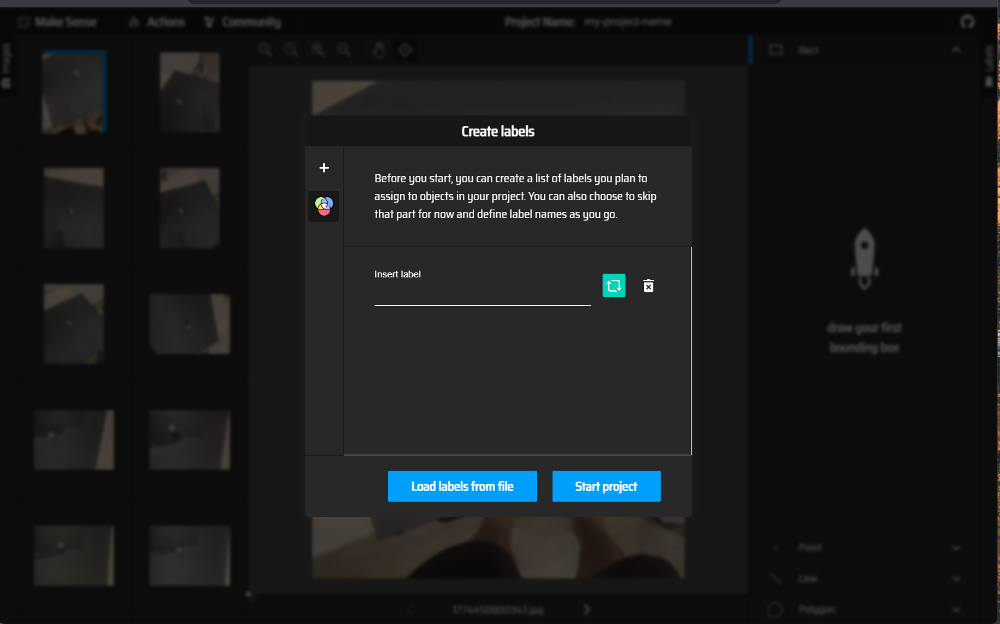 Make Sense
Actions
Community
Project Name: my-project-name
Images
Rect
Labels
Create labels
Before you start, you can create a list of labels you plan to
assign to objects in your project. You can also choose to skip
that part for now and define label names as you go.
Insert label
draw your first
bounding box
Load labels from file
Start project
Point
Line
Polygon
1774450800343.jpg